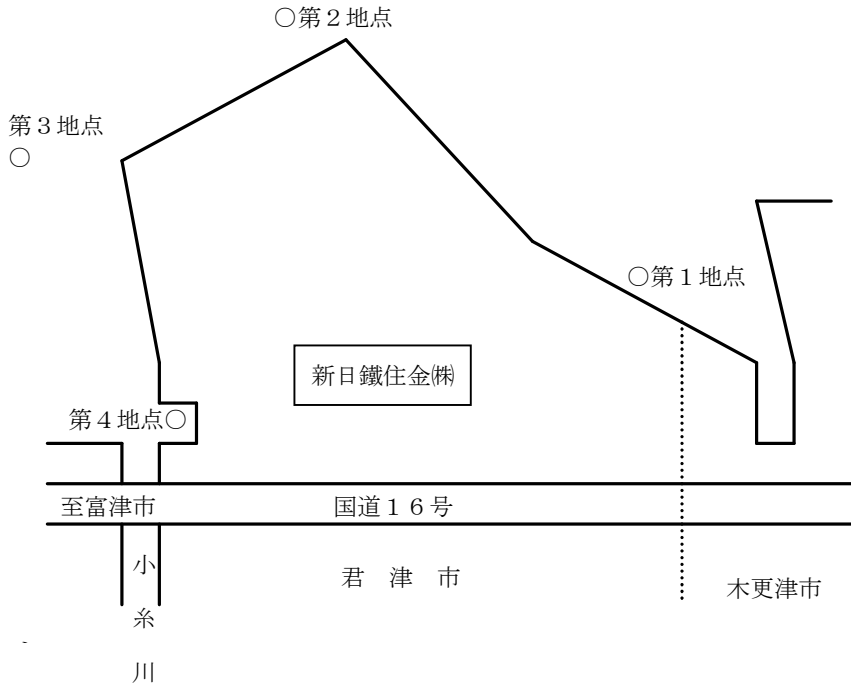 ○第２地点
第３地点
○
○第１地点
新日鐵住金㈱
第４地点○
至富津市
国道１６号
小
糸
川
君　津　市
木更津市